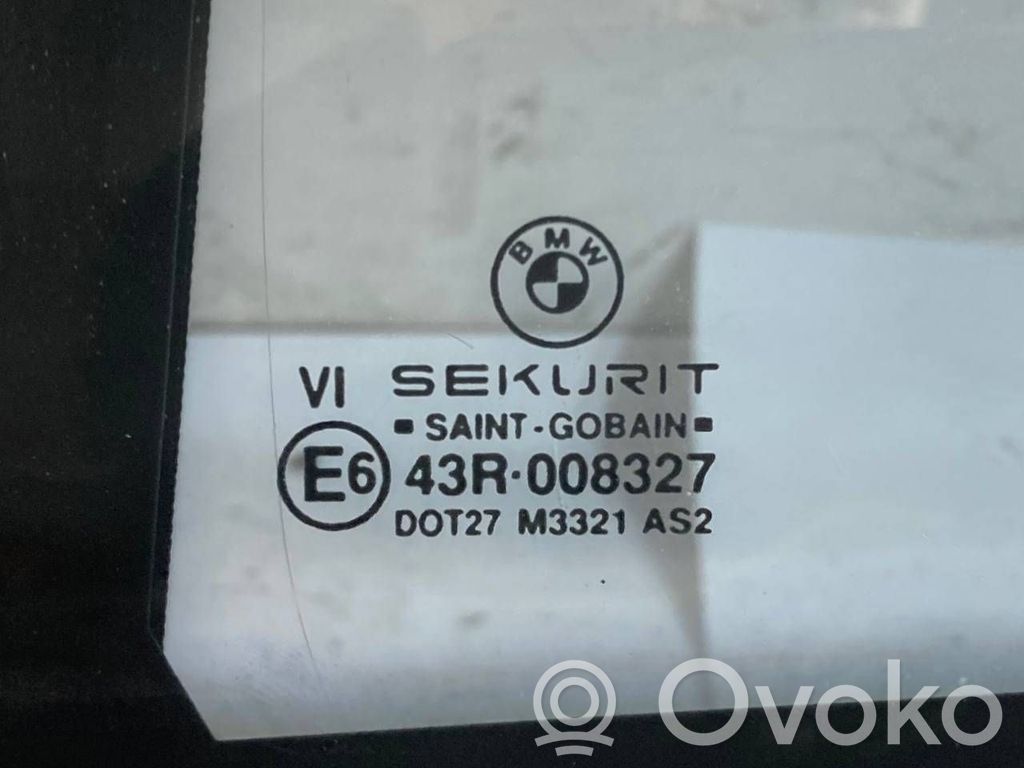 BMW
VI SEKURIT
SAINT-GOBAIN
E6 43R·008327
DOT27 M3321 AS2
Ovoko